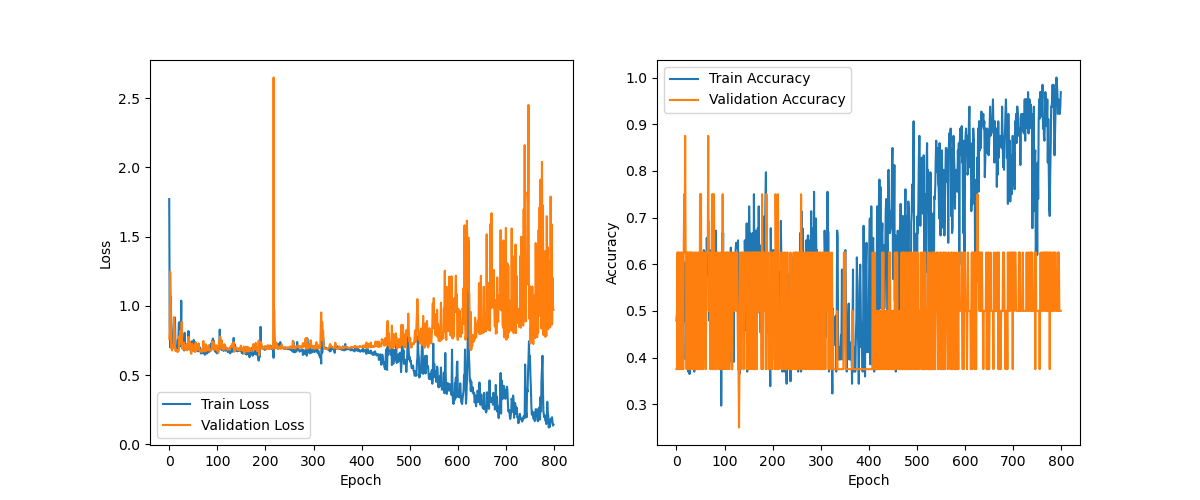 2.5
2.0
1.5
1.0
0.5
0.0
Loss
Train Loss
Validation Loss
0 100 200 300 400 500 600 700 800
Epoch
1.0
0.9
0.8
0.7
0.6
0.5
0.4
0.3
Accuracy
Train Accuracy
Validation Accuracy
0 100 200 300 400 500 600 700 800
Epoch